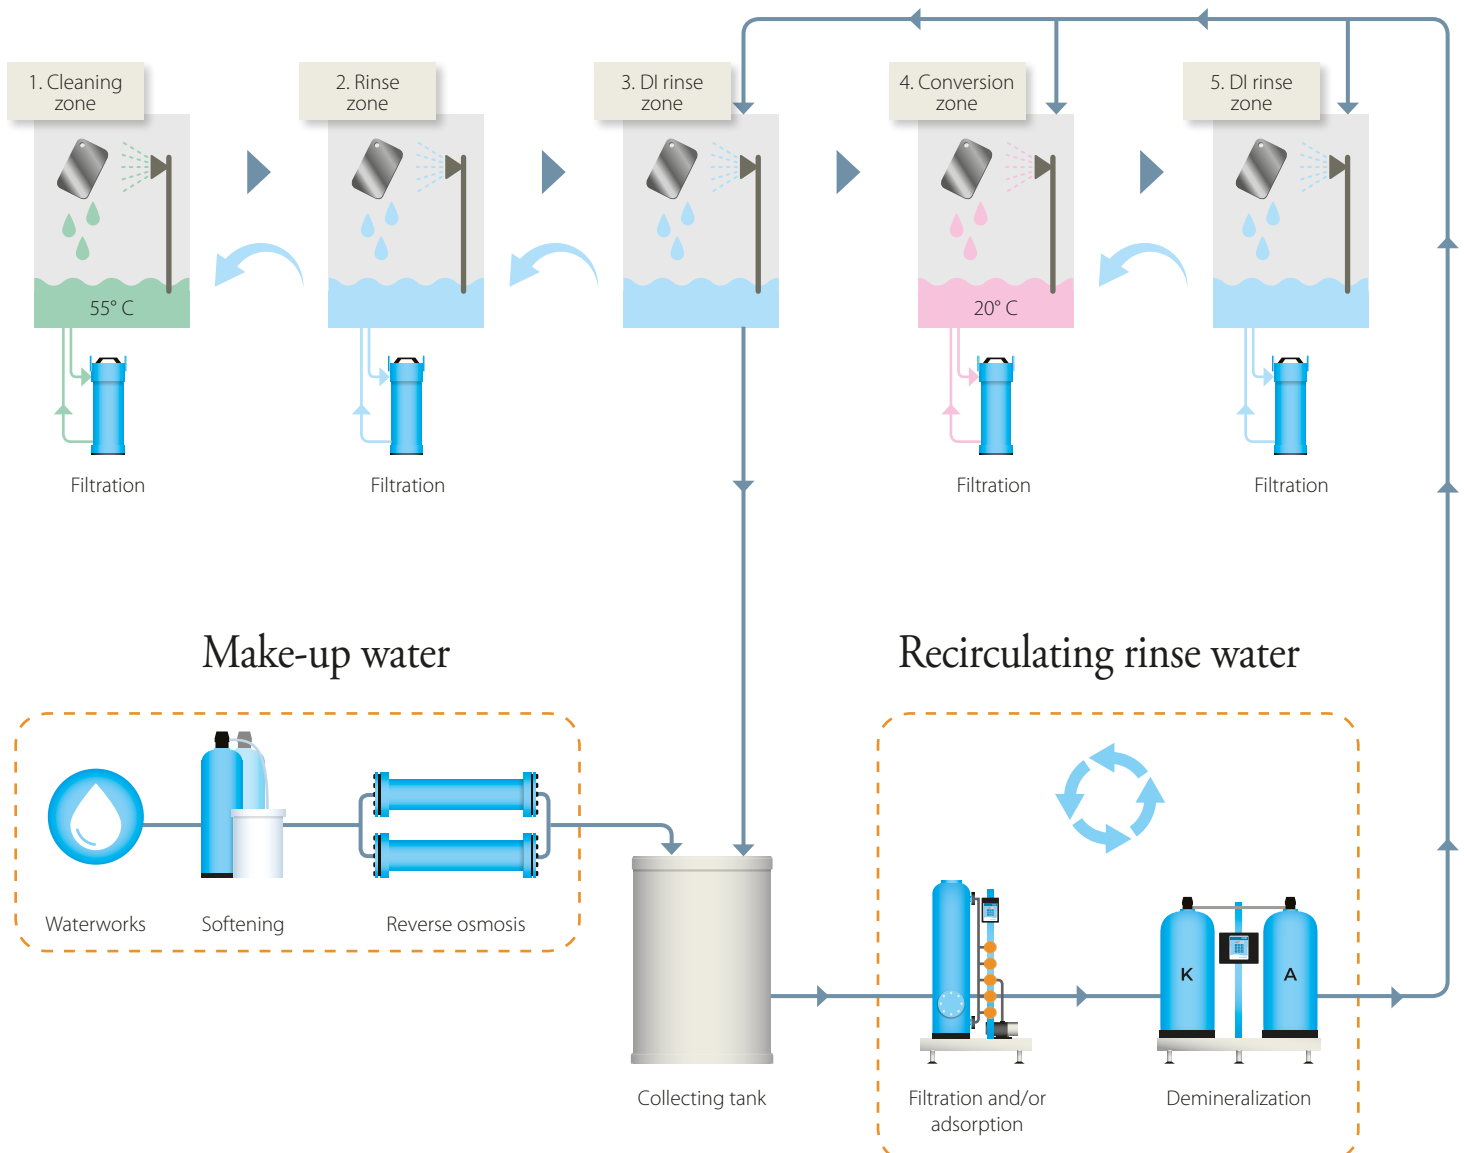 1. Cleaning
zone
2. Rinse
zone
3. DI rinse
zone
4. Conversion
zone
5. DI rinse
zone
55° C
20° C
Filtration
Filtration
Filtration
Filtration
Make-up water
Recirculating rinse water
Waterworks
Softening
Reverse osmosis
K
A
Collecting tank
Filtration and/or
adsorption
Demineralization